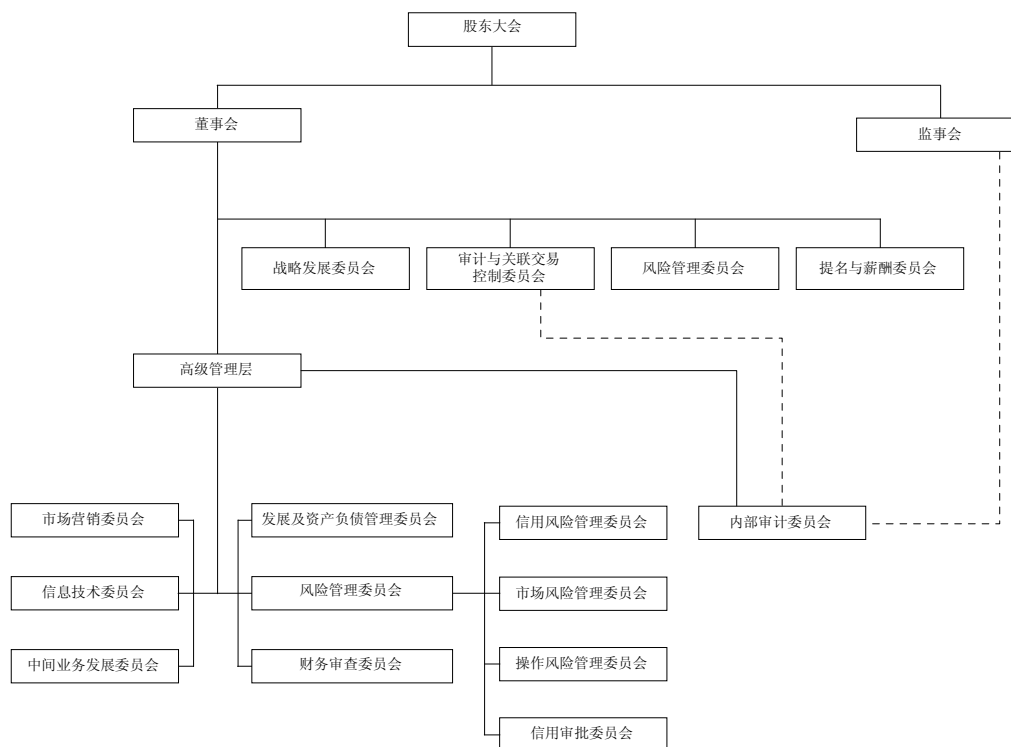 股东大会
董事会
监事会
战略发展委员会
审计与关联交易
控制委员会
风险管理委员会
提名与薪酬委员会
高级管理层
市场营销委员会
发展及资产负债管理委员会
信用风险管理委员会
内部审计委员会
信息技术委员会
风险管理委员会
市场风险管理委员会
中间业务发展委员会
财务审查委员会
操作风险管理委员会
信用审批委员会